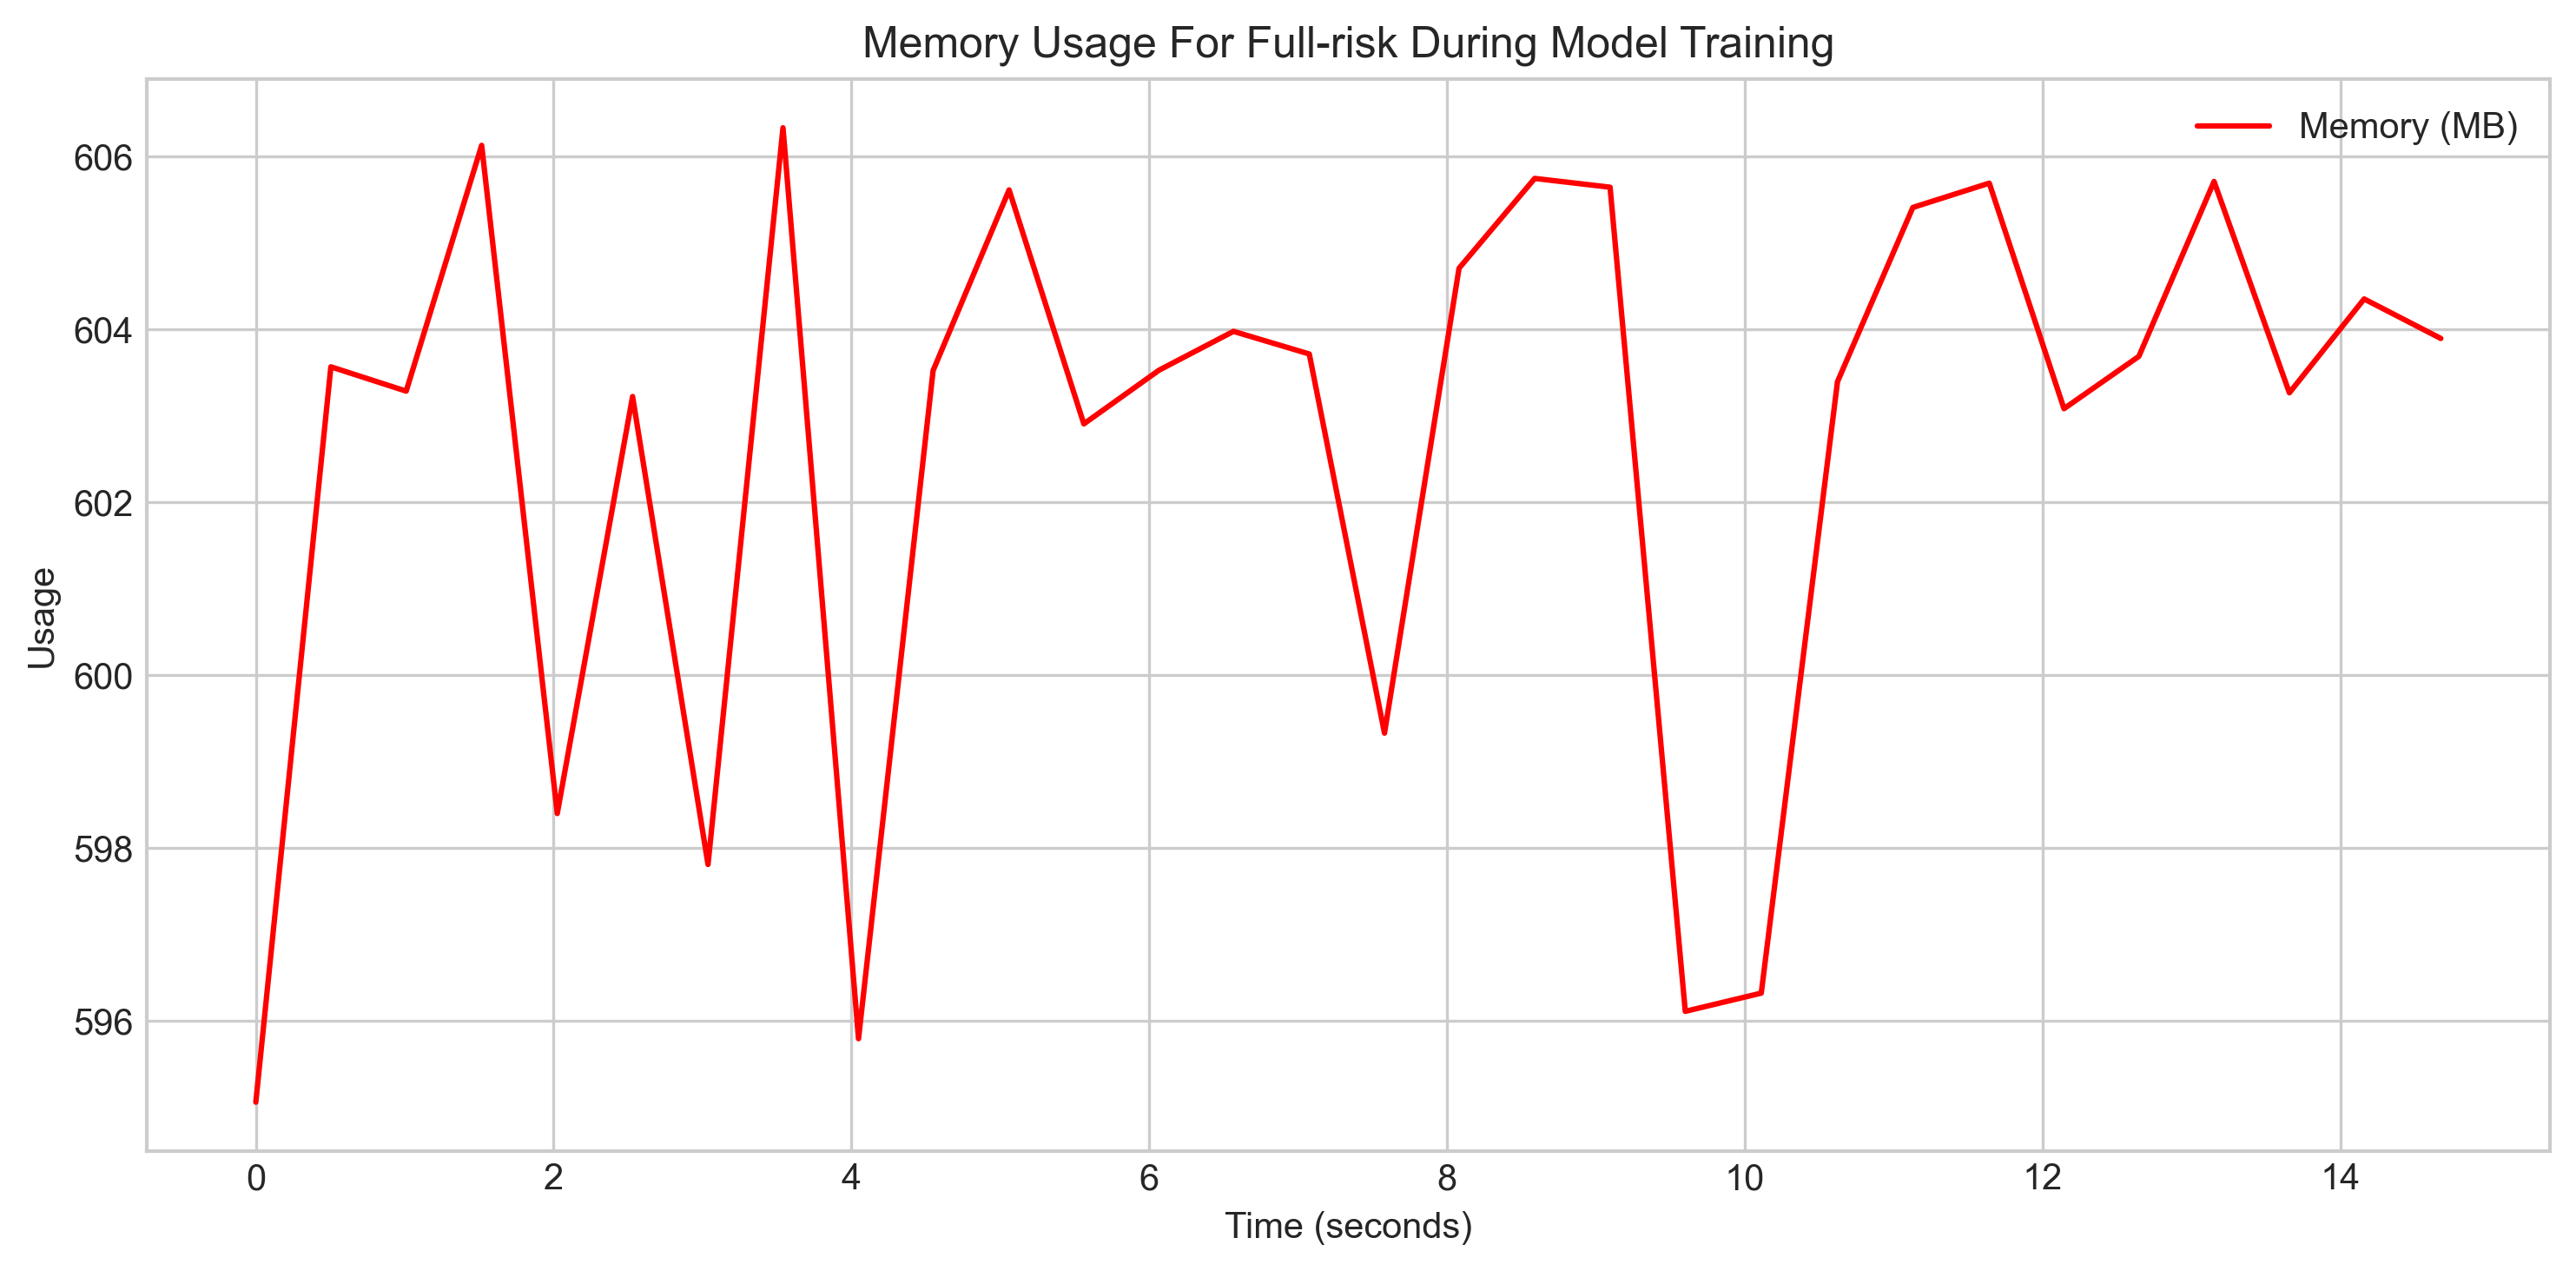 Memory Usage For Full-risk During Model Training
Memory (MB)
606
604
602
600
598
596
Usage
0 2 4 6 8 10 12 14
Time (seconds)